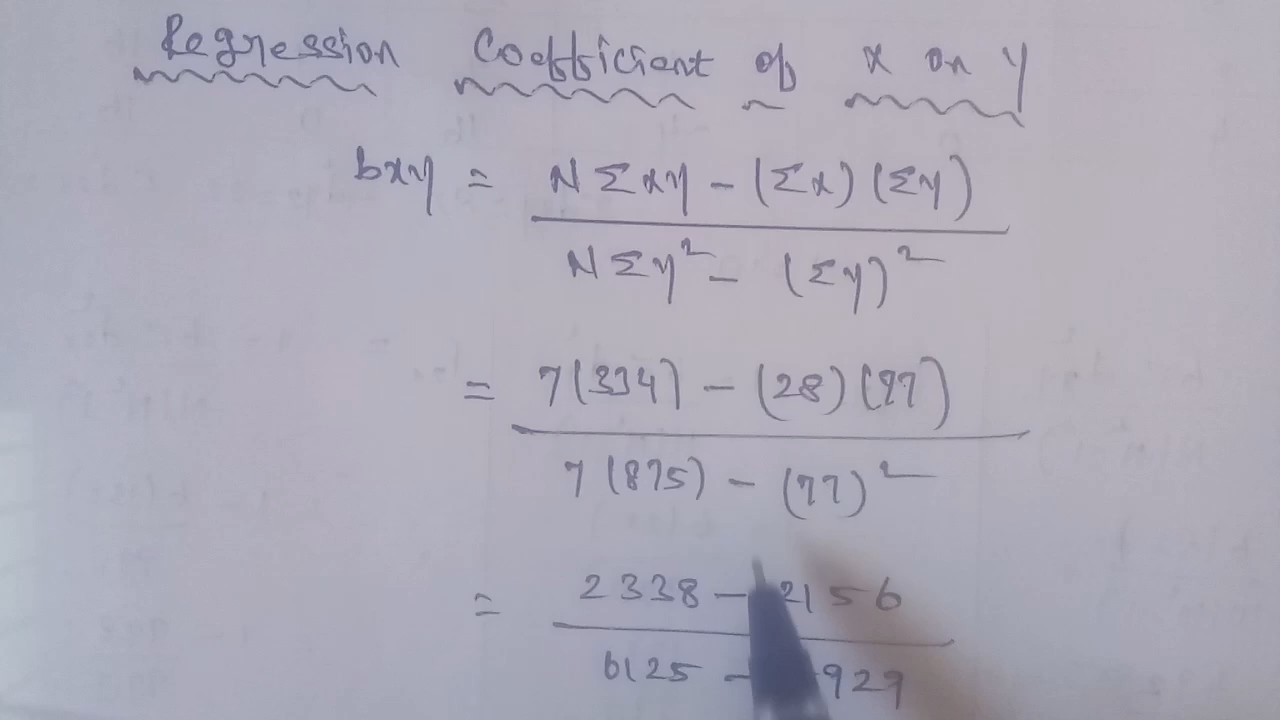 Regression Coefficient of x on y
bxy = NΣxy - (Σx)(Σy)
NΣy² - (Σy)²
= 7(334) - (28)(77)
7(875) - (77)²
= 2338 - 2156
6125 - 929